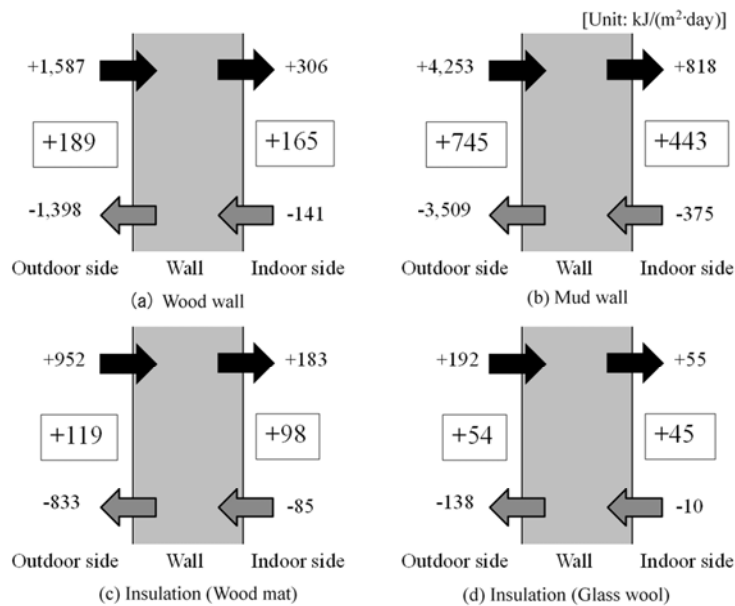 [Unit: kJ/(m²·day)]
+1,587 +306
+189 +165
-1,398 -141
Outdoor side Wall Indoor side
(a) Wood wall
+4,253 +818
+745 +443
-3,509 -375
Outdoor side Wall Indoor side
(b) Mud wall
+952 +183
+119 +98
-833 -85
Outdoor side Wall Indoor side
(c) Insulation (Wood mat)
+192 +55
+54 +45
-138 -10
Outdoor side Wall Indoor side
(d) Insulation (Glass wool)